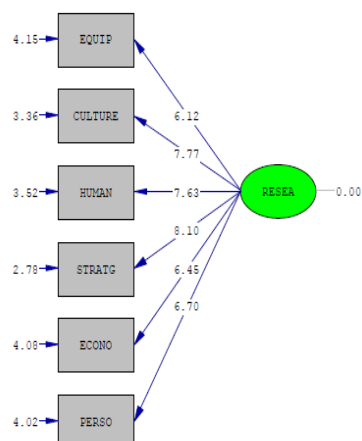 4.15 EQUIP
6.12
3.36 CULTURE
7.77
3.52 HUMAN 7.63 RESEA 0.00
8.10
2.78 STRATG
6.45
6.70
4.08 ECONO
4.02 PERSO